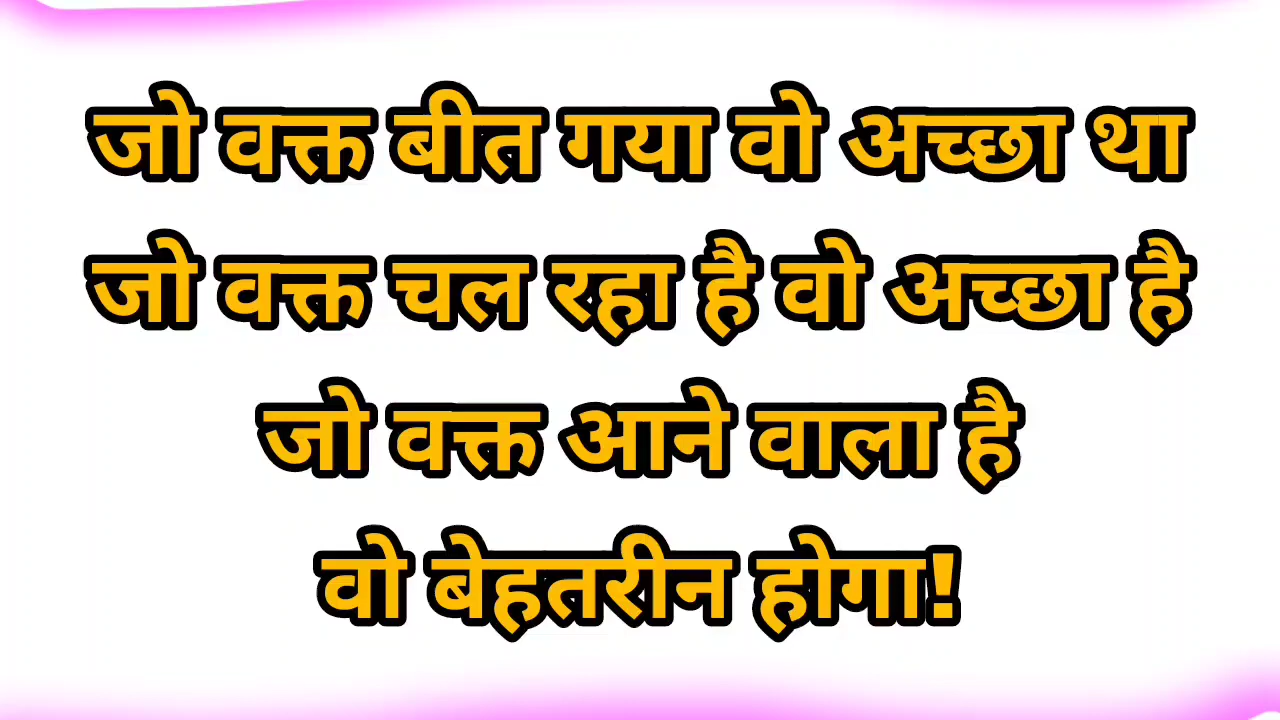 जो वक्त बीत गया वो अच्छा था
जो वक्त चल रहा है वो अच्छा है
जो वक्त आने वाला है
वो बेहतरीन होगा!